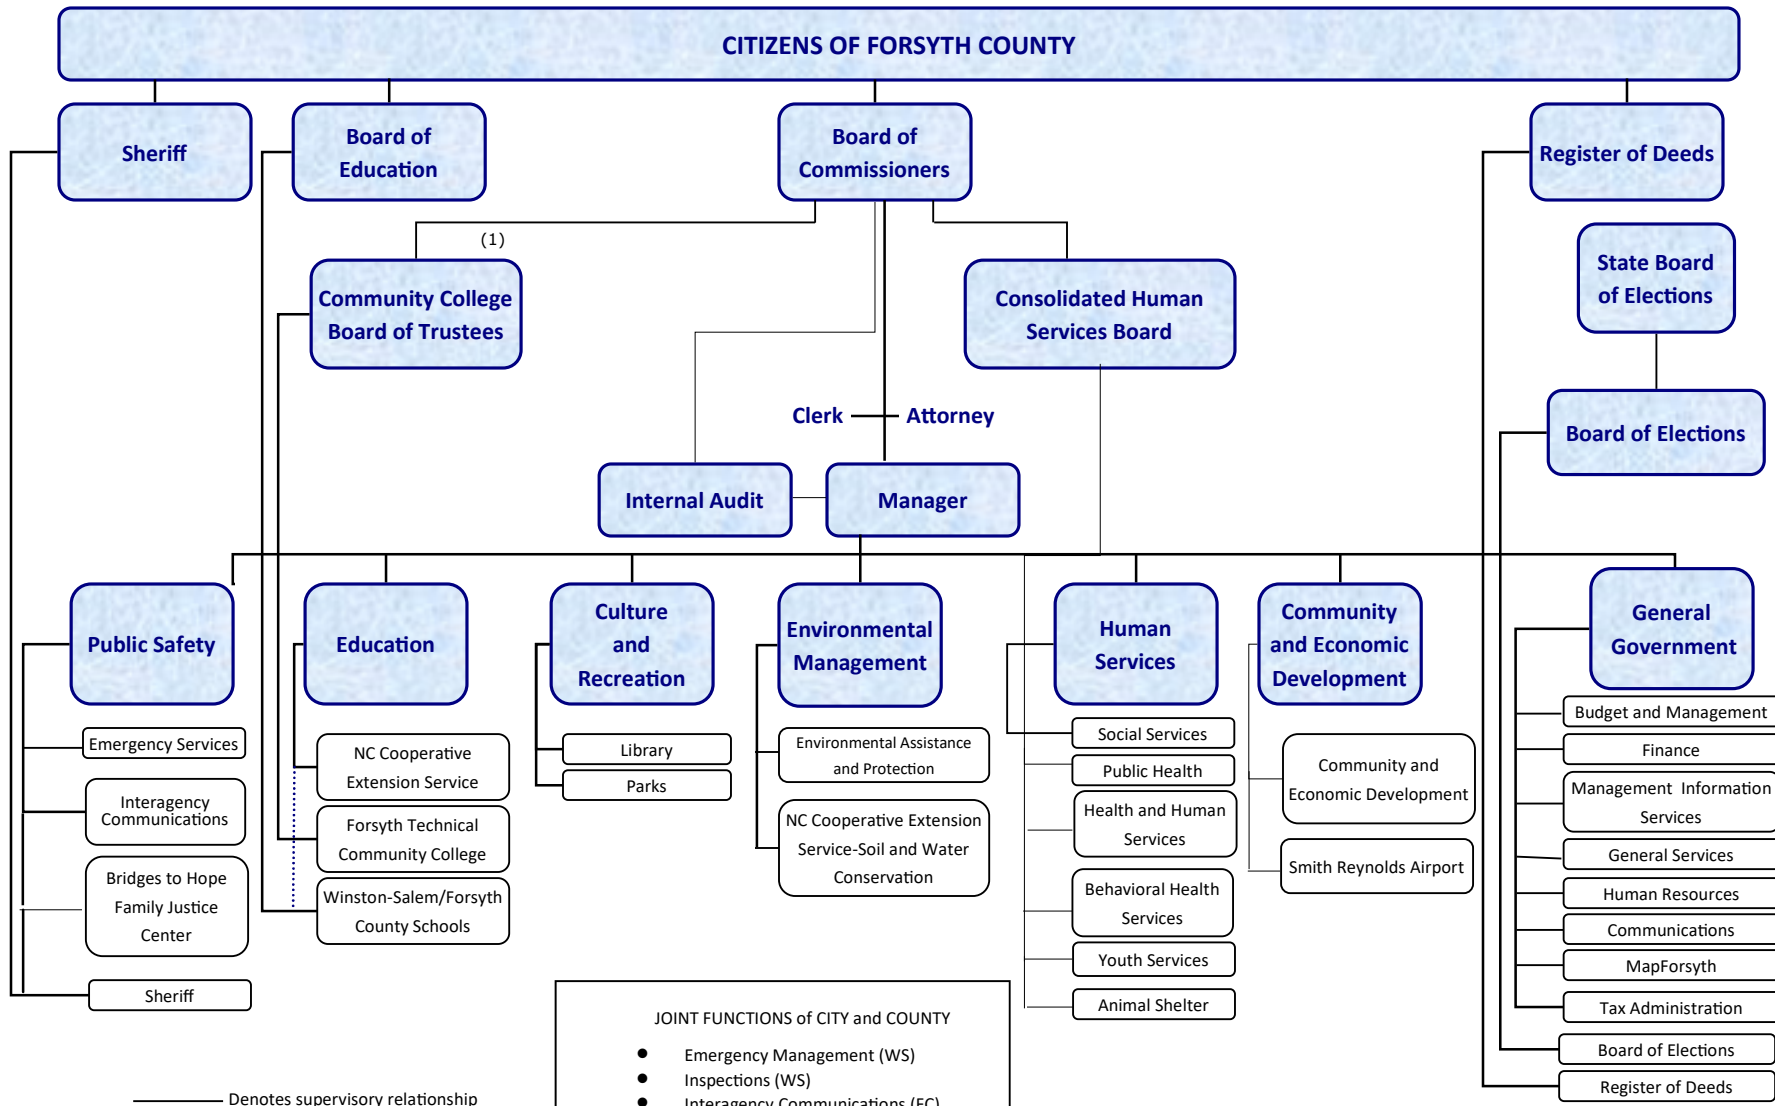 CITIZENS OF FORSYTH COUNTY
Sheriff
Board of
Education
Board of
Commissioners
Register of Deeds
(1)
Community College
Board of Trustees
Consolidated Human
Services Board
State Board
of Elections
Clerk
Attorney
Board of Elections
Internal Audit
Manager
Public Safety
Education
Culture
and
Recreation
Environmental
Management
Human
Services
Community
and Economic
Development
General
Government
Emergency Services
Interagency
Communications
Bridges to Hope
Family Justice
Center
Sheriff
NC Cooperative
Extension Service
Forsyth Technical
Community College
Winston-Salem/Forsyth
County Schools
Library
Parks
Environmental Assistance
and Protection
NC Cooperative Extension
Service-Soil and Water
Conservation
Social Services
Public Health
Health and Human
Services
Behavioral Health
Services
Youth Services
Animal Shelter
Community and
Economic Development
Smith Reynolds Airport
Budget and Management
Finance
Management Information
Services
General Services
Human Resources
Communications
MapForsyth
Tax Administration
Board of Elections
Register of Deeds
JOINT FUNCTIONS of CITY and COUNTY
● Emergency Management (WS)
● Inspections (WS)
● Interagency Communications (FC)
Denotes supervisory relationship